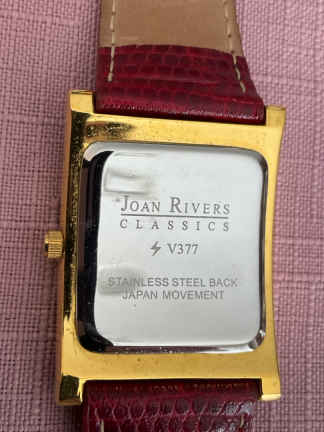 JOAN RIVERS
CLASSICS
V377
STAINLESS STEEL BACK
JAPAN MOVEMENT